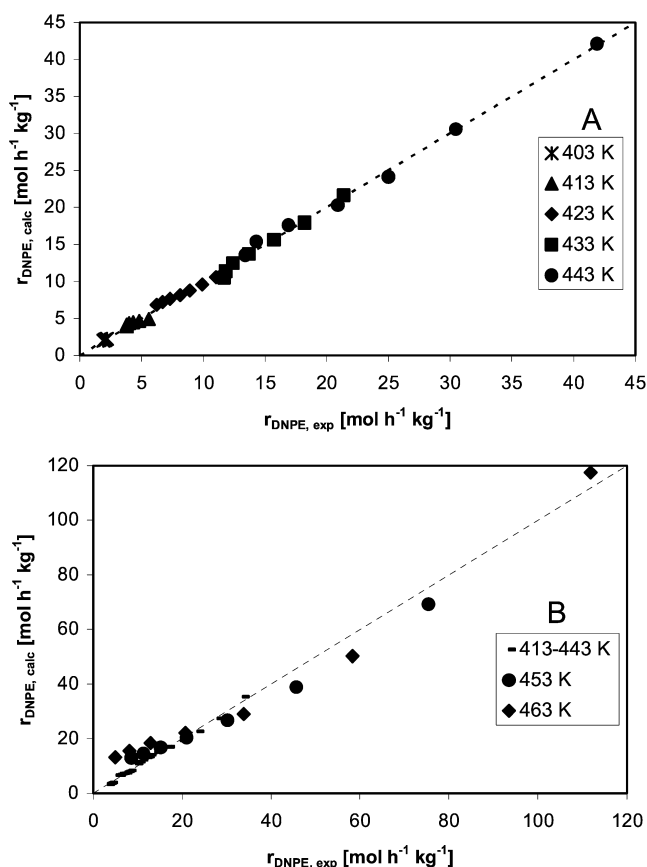 45
40
35
30
25
20
15
10
5
0
r_DNPE, calc [mol h⁻¹ kg⁻¹]
A
403 K
413 K
423 K
433 K
443 K
0 5 10 15 20 25 30 35 40 45
r_DNPE, exp [mol h⁻¹ kg⁻¹]
120
100
80
60
40
20
0
r_DNPE, calc [mol h⁻¹ kg⁻¹]
B
413-443 K
453 K
463 K
0 20 40 60 80 100 120
r_DNPE, exp [mol h⁻¹ kg⁻¹]